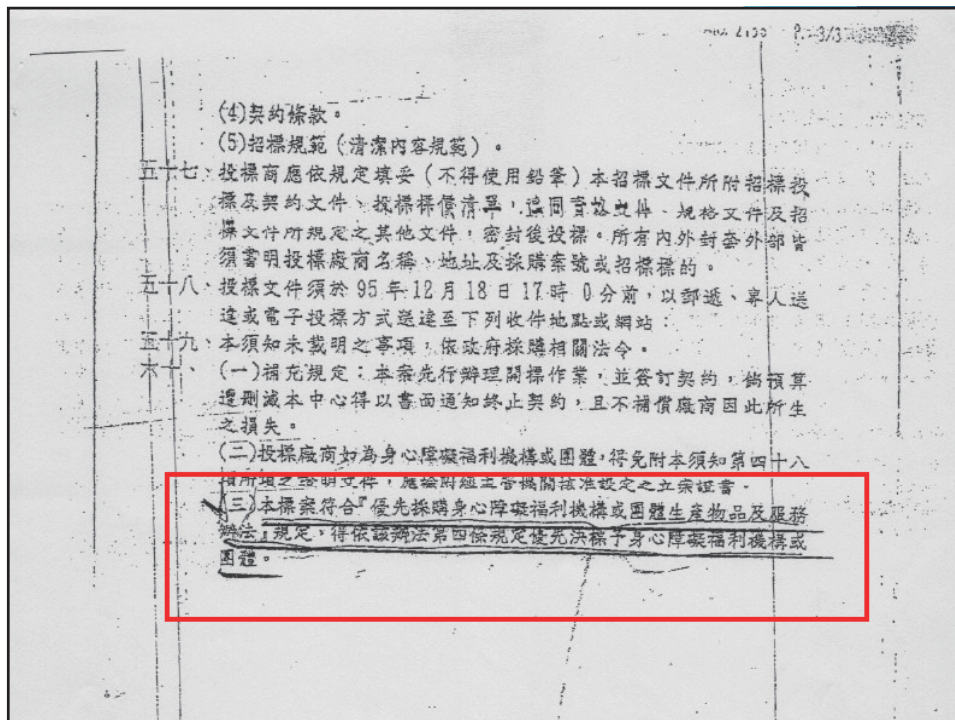 P. 3/3
(4)契約條款。
(5)招標規範(清潔內容規範)。
五十七、投標商應依規定填妥(不得使用鉛筆)本招標文件所附招標投
標及契約文件、投標標價清單,連同資格文件、規格文件及招
標文件所規定之其他文件,密封後投標。所有內外封套外部皆
須書明投標廠商名稱、地址及採購案號或招標標的。
五十八、投標文件須於95年12月18日17時0分前,以郵遞、專人送
達或電子投標方式送達至下列收件地點或網站:
五十九、本須知未載明之事項,依政府採購相關法令。
六十、(一)補充規定:本案先行辦理開標作業,並簽訂契約,倘預算
遭刪減本中心得以書面通知終止契約,且不補償廠商因此所生
之損失。
(二)投標廠商如為身心障礙福利機構或團體,得免附本須知第四十八
項所項之證明文件,應檢附經主管機關核准設定之立案證書。
(三)本標案符合『優先採購身心障礙福利機構或團體生產物品及服務
辦法』規定,得依該辦法第四條規定優先決標予身心障礙福利機構或
團體。